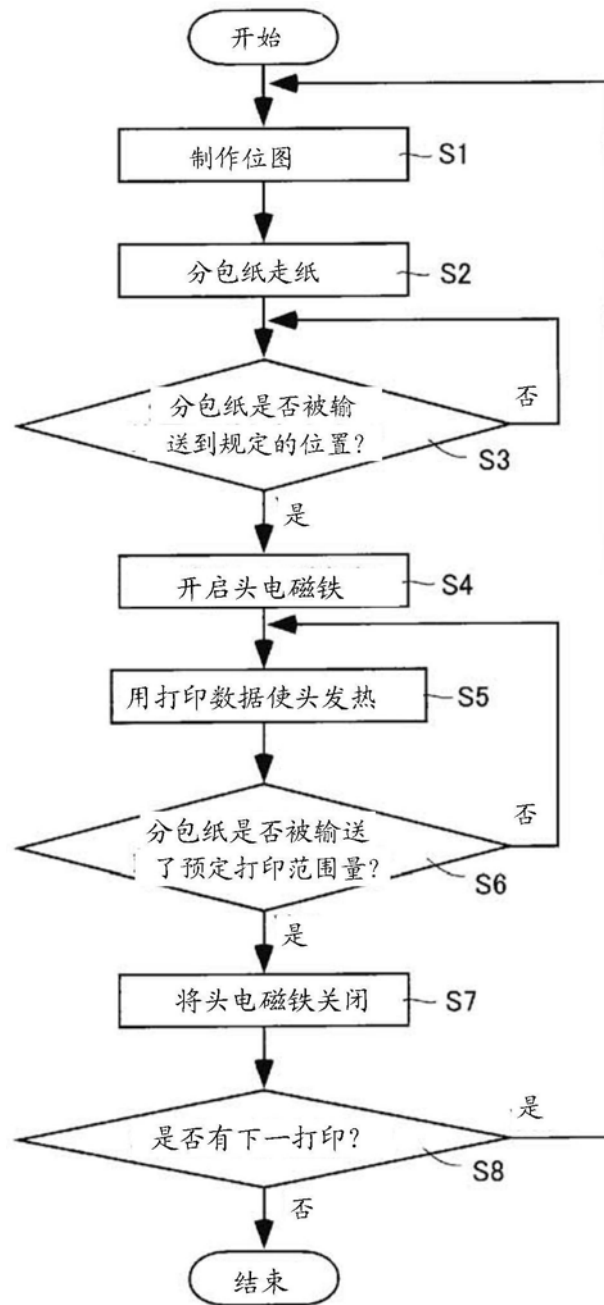 开始
制作位图
S1
分包纸走纸
S2
分包纸是否被输
送到规定的位置?
否
S3
是
开启头电磁铁
S4
用打印数据使头发热
S5
分包纸是否被输送
了预定打印范围量?
否
S6
是
将头电磁铁关闭
S7
是否有下一打印?
是
S8
否
结束